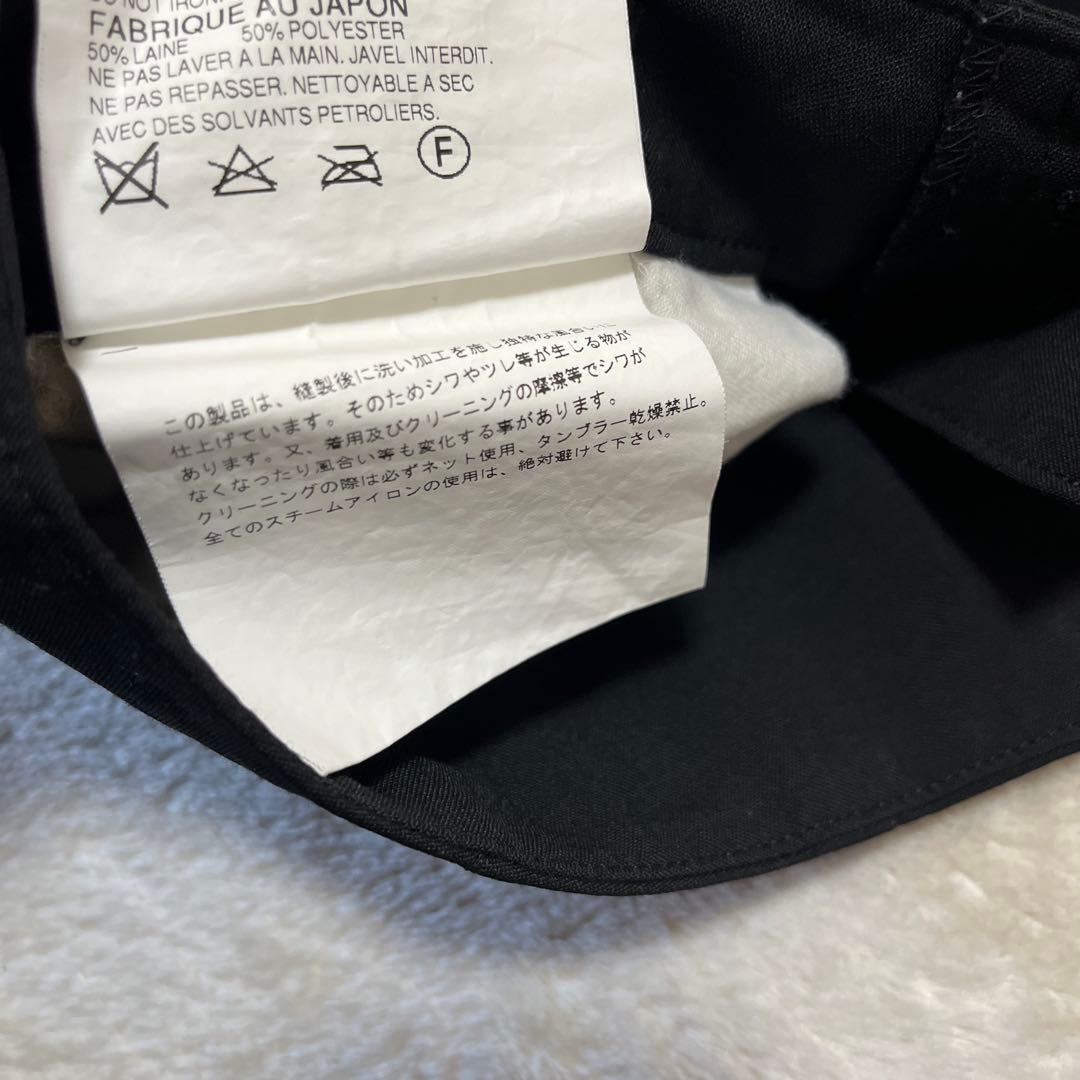 DO NOT IRON.
FABRIQUE AU JAPON
50% LAINE 50% POLYESTER
NE PAS LAVER A LA MAIN. JAVEL INTERDIT.
NE PAS REPASSER. NETTOYABLE A SEC
AVEC DES SOLVANTS PETROLIERS.
F
この製品は、縫製後に洗い加工を施し独特な風合いに
仕上げています。そのためシワやツレ等が生じる物が
あります。又、着用及びクリーニングの摩擦等でシワが
なくなったり風合い等も変化する事があります。
クリーニングの際は必ずネット使用、タンブラー乾燥禁止。
全てのスチームアイロンの使用は、絶対避けて下さい。